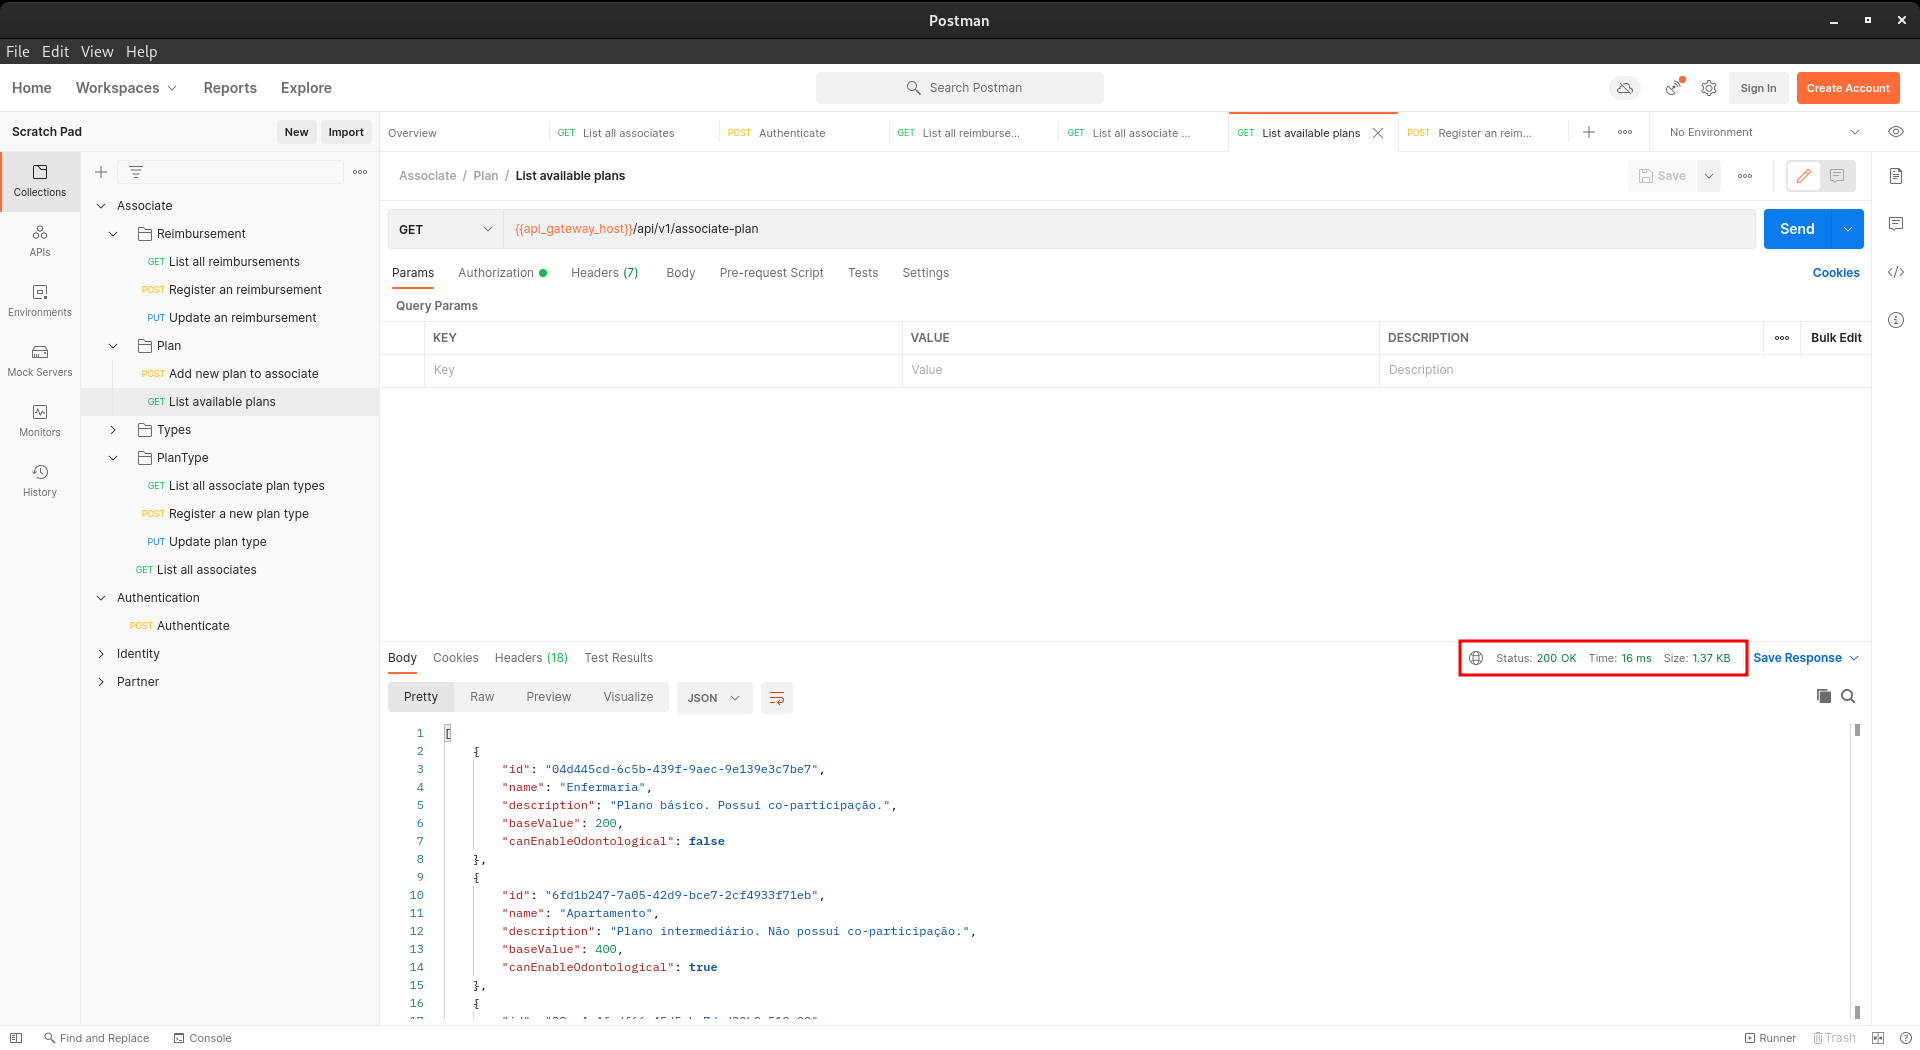 Postman
File Edit View Help
Home Workspaces Reports Explore Search Postman Sign In Create Account
Scratch Pad New Import
Overview GET List all associates POST Authenticate GET List all reimburse... GET List all associate ... GET List available plans POST Register an reim... No Environment
Collections
APIs
Environments
Mock Servers
Monitors
History
Associate
Reimbursement
GET List all reimbursements
POST Register an reimbursement
PUT Update an reimbursement
Plan
POST Add new plan to associate
GET List available plans
Types
PlanType
GET List all associate plan types
POST Register a new plan type
PUT Update plan type
GET List all associates
Authentication
POST Authenticate
Identity
Partner
Associate / Plan / List available plans Save
GET {{api_gateway_host}}/api/v1/associate-plan Send
Params Authorization Headers (7) Body Pre-request Script Tests Settings Cookies
Query Params
KEY VALUE DESCRIPTION Bulk Edit
Key Value Description
Body Cookies Headers (18) Test Results Status: 200 OK Time: 16 ms Size: 1.37 KB Save Response
Pretty Raw Preview Visualize JSON
1 [
2 {
3 "id": "04d445cd-6c5b-439f-9aec-9e139e3c7be7",
4 "name": "Enfermaria",
5 "description": "Plano básico. Possui co-participação.",
6 "baseValue": 200,
7 "canEnableOdontological": false
8 },
9 {
10 "id": "6fd1b247-7a05-42d9-bce7-2cf4933f71eb",
11 "name": "Apartamento",
12 "description": "Plano intermediário. Não possui co-participação.",
13 "baseValue": 400,
14 "canEnableOdontological": true
15 },
16 {
Find and Replace Console Runner Trash